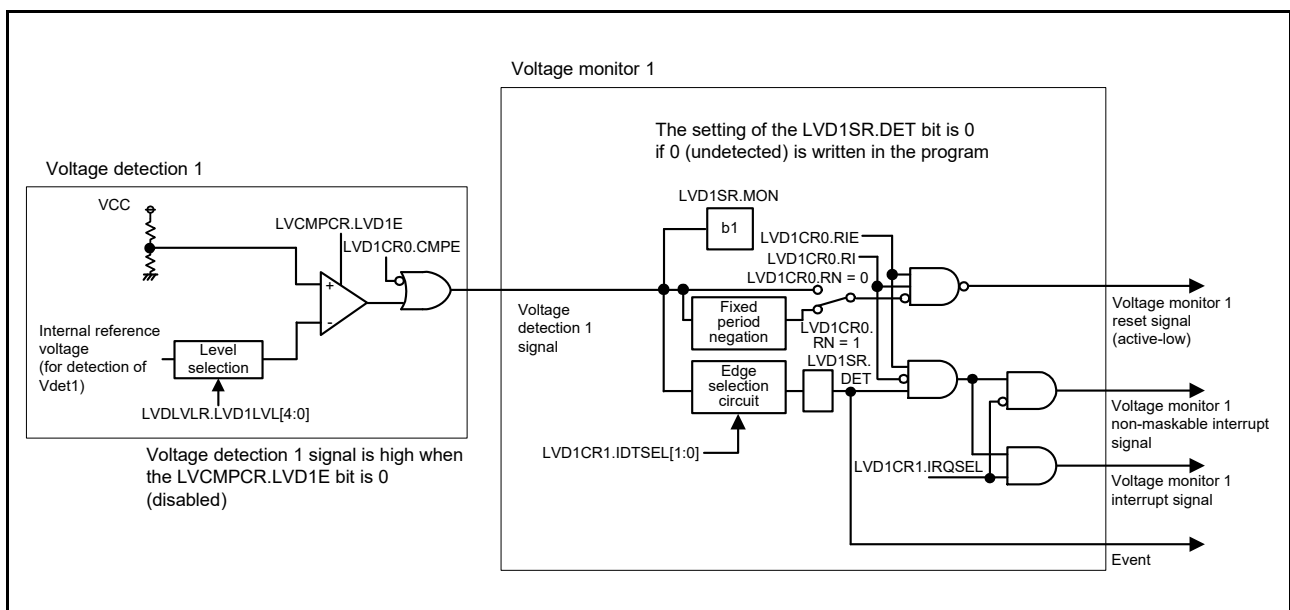 Voltage monitor 1
The setting of the LVD1SR.DET bit is 0
if 0 (undetected) is written in the program
Voltage detection 1
VCC
LVCMPCR.LVD1E
LVD1CR0.CMPE
+
-
Internal reference
voltage
(for detection of
Vdet1)
Level
selection
LVDLVLR.LVD1LVL[4:0]
Voltage detection 1 signal is high when
the LVCMPCR.LVD1E bit is 0
(disabled)
Voltage
detection 1
signal
LVD1SR.MON
b1
LVD1CR0.RIE
LVD1CR0.RI
LVD1CR0.RN = 0
Fixed
period
negation
LVD1CR0.
RN = 1
LVD1SR.
DET
Edge
selection
circuit
LVD1CR1.IDTSEL[1:0]
LVD1CR1.IRQSEL
Voltage monitor 1
reset signal
(active-low)
Voltage monitor 1
non-maskable interrupt
signal
Voltage monitor 1
interrupt signal
Event